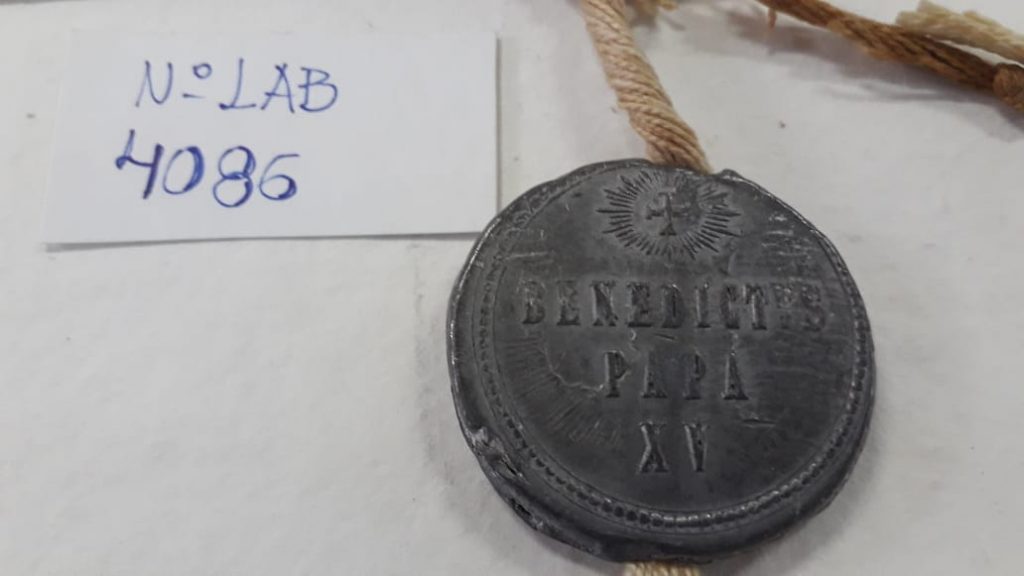 Nº LAB
4086
BENEDICTVS
PAPA
XV